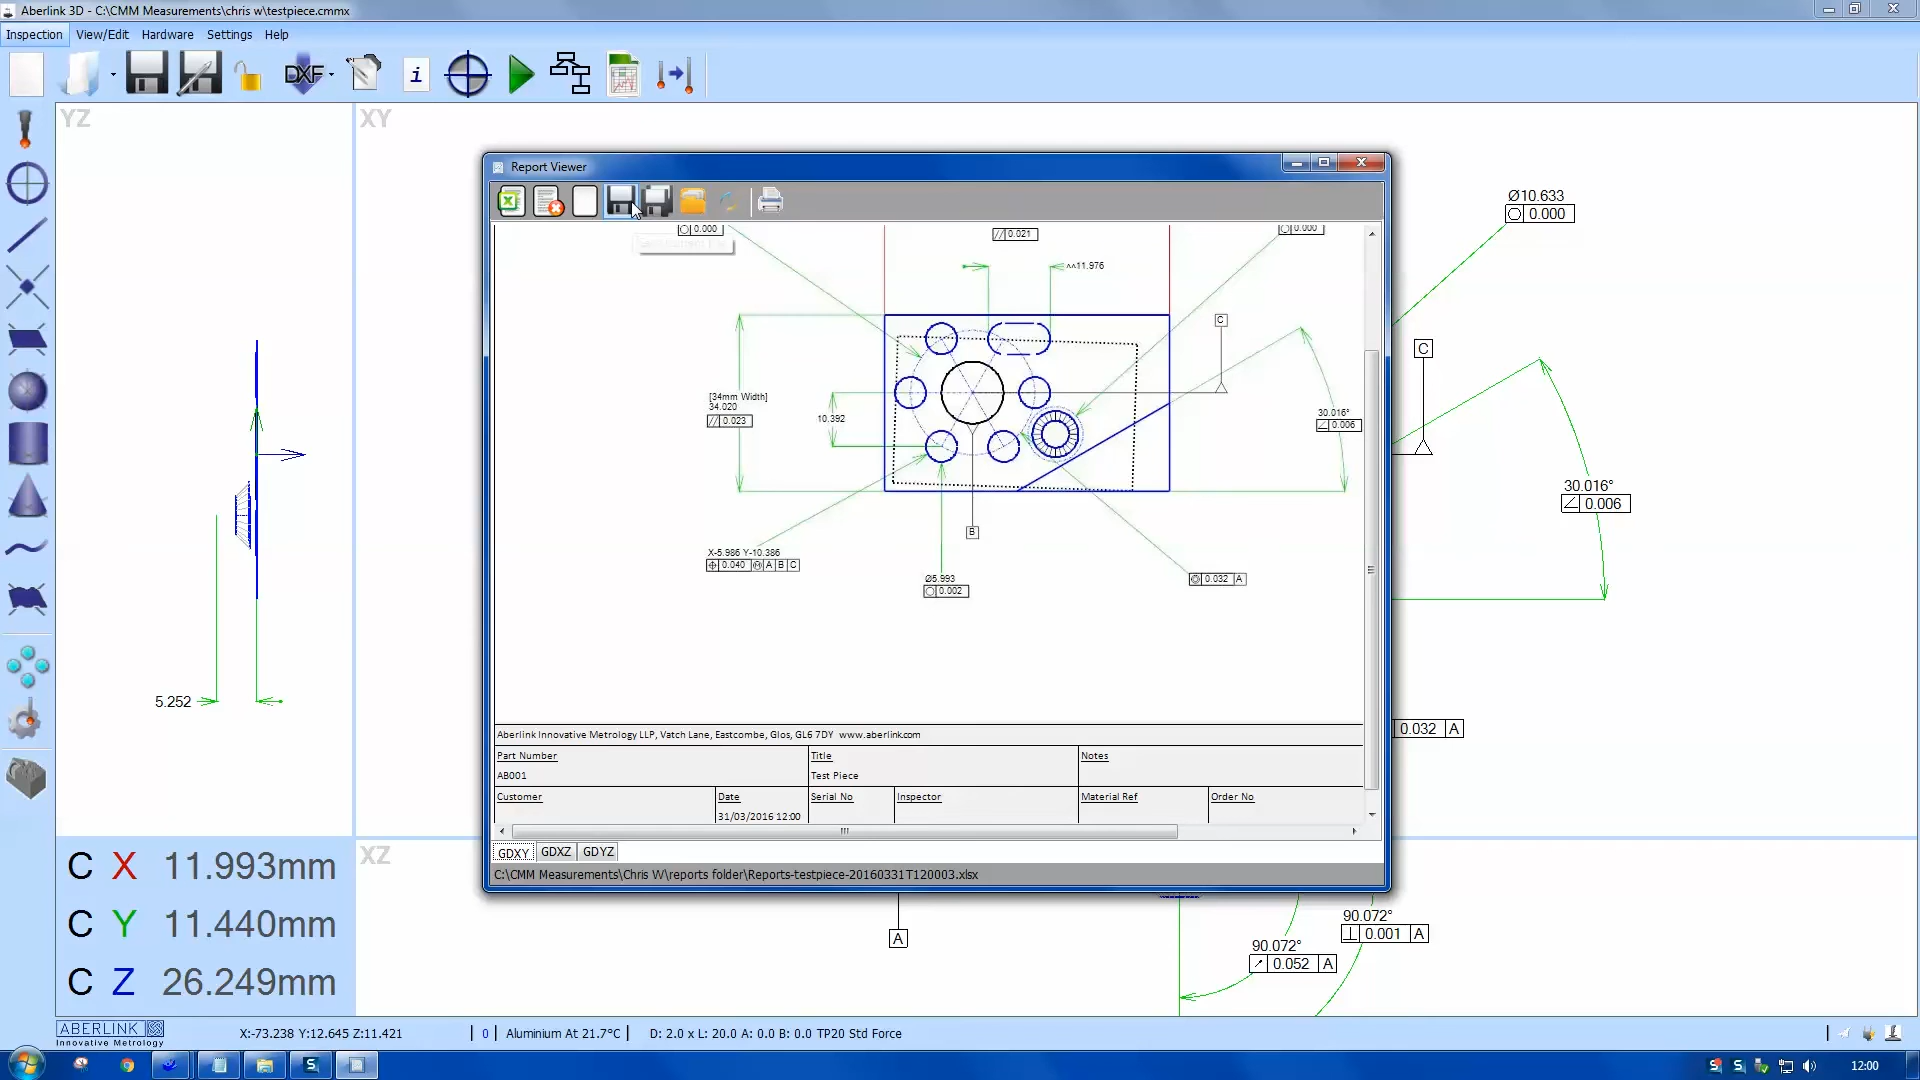 Aberlink 3D - C:\CMM Measurements\chris w\testpiece.cmmx
Inspection View/Edit Hardware Settings Help
DXF
i
YZ
XY
5.252
Ø10.633
0.000
C
30.016°
0.006
0.032 A
Report Viewer
0.000
// 0.021
0.000
^^11.976
C
[34mm Width]
34.020
// 0.023
10.392
30.016°
0.006
B
X-5.986 Y-10.386
0.040 M A B C
Ø5.993
0.002
0.032 A
Aberlink Innovative Metrology LLP, Vatch Lane, Eastcombe, Glos, GL6 7DY www.aberlink.com
Part Number Title Notes
AB001 Test Piece
Customer Date Serial No Inspector Material Ref Order No
31/03/2016 12:00
GDXY GDXZ GDYZ
C:\CMM Measurements\Chris W\reports folder\Reports-testpiece-20160331T120003.xlsx
C X 11.993mm
C Y 11.440mm
C Z 26.249mm
XZ
A
90.072°
0.052 A
90.072°
0.001 A
ABERLINK
Innovative Metrology
X:-73.238 Y:12.645 Z:11.421 0 Aluminium At 21.7°C D: 2.0 x L: 20.0 A: 0.0 B: 0.0 TP20 Std Force
12:00